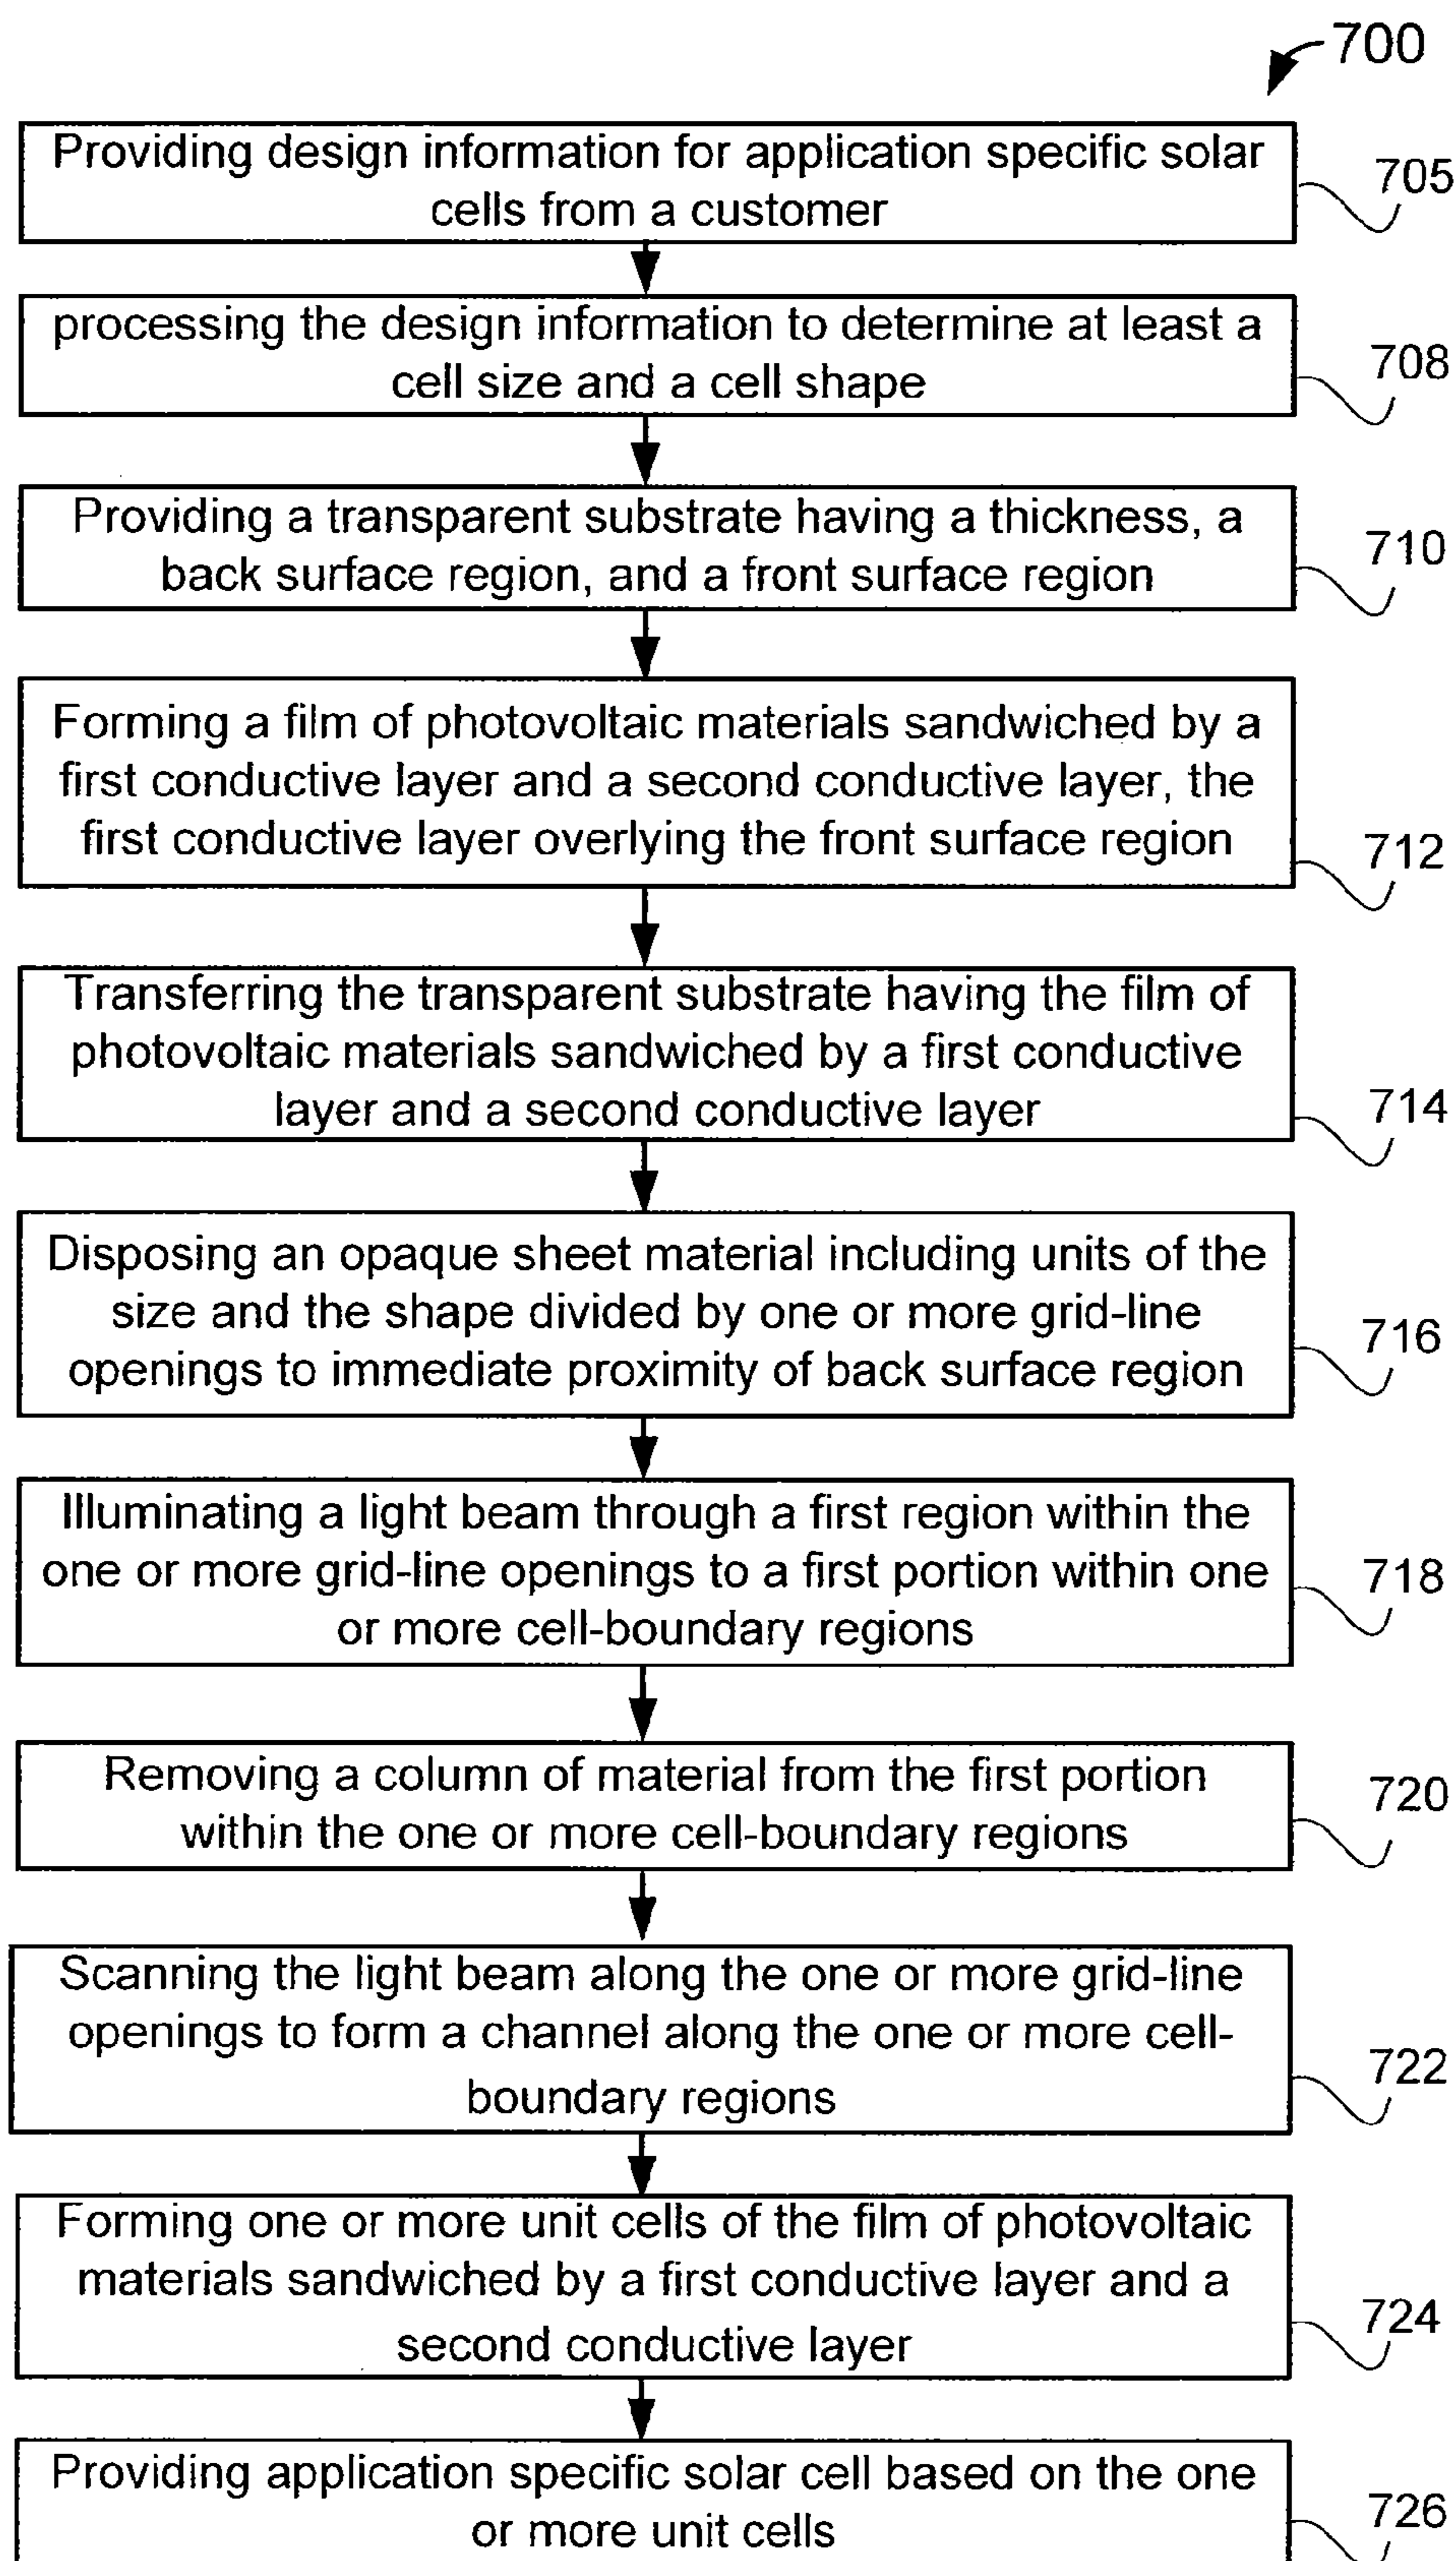 700
Providing design information for application specific solar
cells from a customer
705
processing the design information to determine at least a
cell size and a cell shape
708
Providing a transparent substrate having a thickness, a
back surface region, and a front surface region
710
Forming a film of photovoltaic materials sandwiched by a
first conductive layer and a second conductive layer, the
first conductive layer overlying the front surface region
712
Transferring the transparent substrate having the film of
photovoltaic materials sandwiched by a first conductive
layer and a second conductive layer
714
Disposing an opaque sheet material including units of the
size and the shape divided by one or more grid-line
openings to immediate proximity of back surface region
716
Illuminating a light beam through a first region within the
one or more grid-line openings to a first portion within one
or more cell-boundary regions
718
Removing a column of material from the first portion
within the one or more cell-boundary regions
720
Scanning the light beam along the one or more grid-line
openings to form a channel along the one or more cell-
boundary regions
722
Forming one or more unit cells of the film of photovoltaic
materials sandwiched by a first conductive layer and a
second conductive layer
724
Providing application specific solar cell based on the one
or more unit cells
726